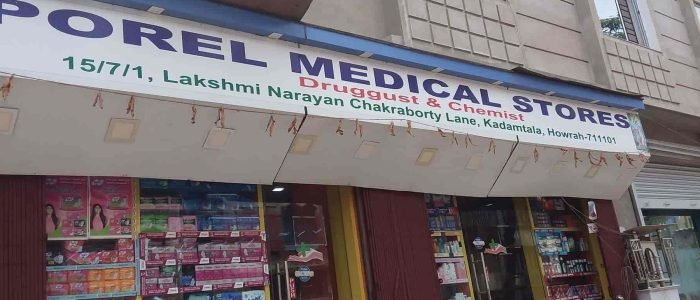 POREL MEDICAL STORES
Druggust & Chemist
15/7/1, Lakshmi Narayan Chakraborty Lane, Kadamtala, Howrah-711101